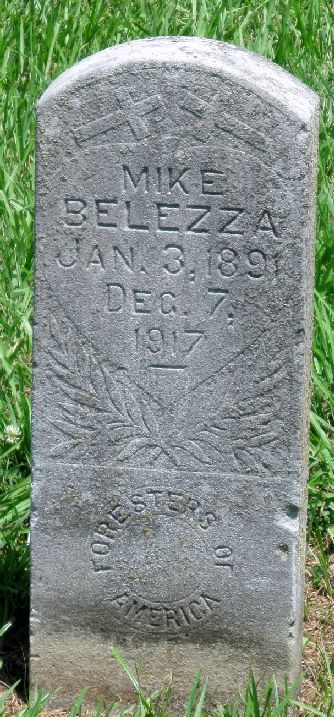 MIKE
BELEZZA
JAN. 3, 1891
DEC. 7,
1917
FORESTERS OF
AMERICA